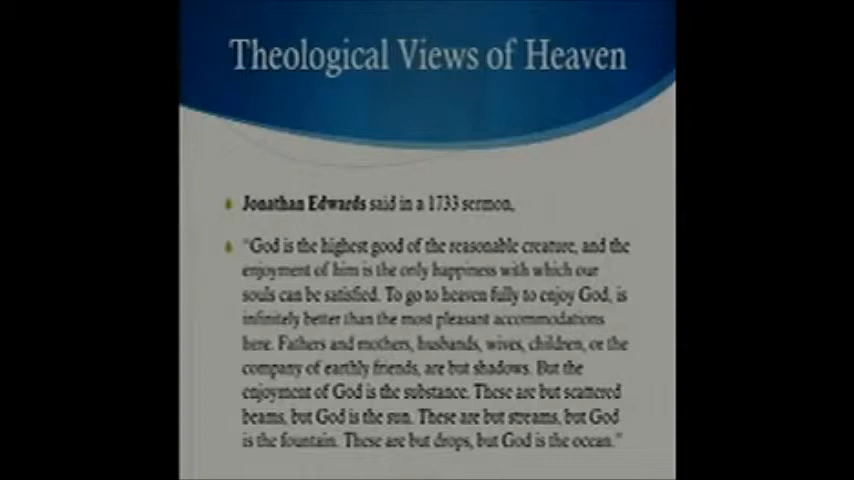 Theological Views of Heaven
Jonathan Edwards said in a 1733 sermon,
"God is the highest good of the reasonable creature, and the
enjoyment of him is the only happiness with which our
souls can be satisfied. To go to heaven fully to enjoy God, is
infinitely better than the most pleasant accommodations
here. Fathers and mothers, husbands, wives, children, or the
company of earthly friends, are but shadows. But the
enjoyment of God is the substance. These are but scattered
beams, but God is the sun. These are but streams, but God
is the fountain. These are but drops, but God is the ocean."